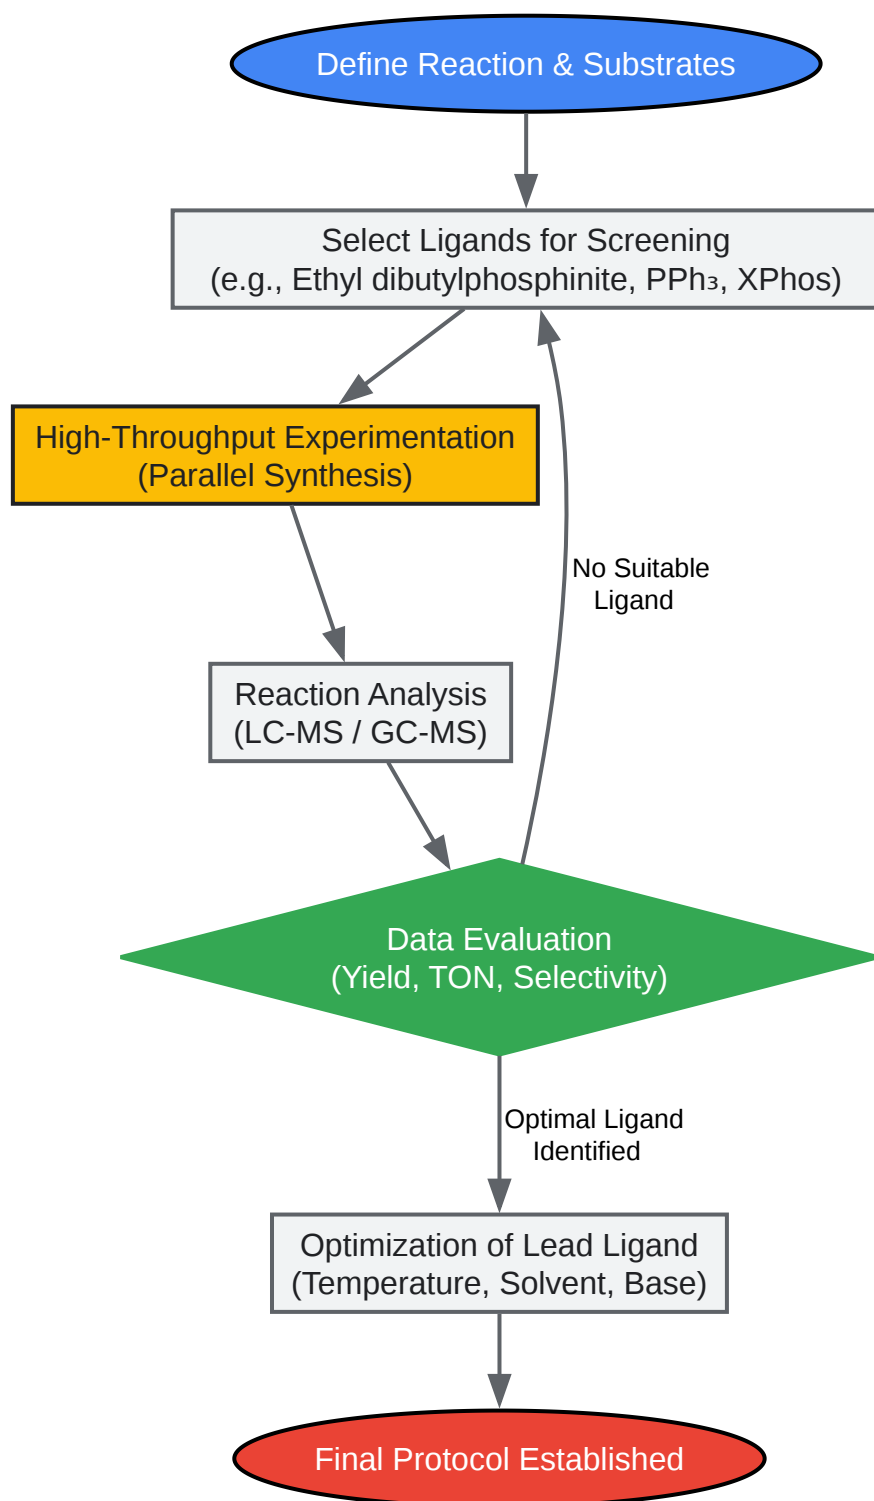 Define Reaction & Substrates
Select Ligands for Screening
(e.g., Ethyl dibutylphosphinite, PPh₃, XPhos)
High-Throughput Experimentation
(Parallel Synthesis)
No Suitable
Ligand
Reaction Analysis
(LC-MS / GC-MS)
Data Evaluation
(Yield, TON, Selectivity)
Optimal Ligand
Identified
Optimization of Lead Ligand
(Temperature, Solvent, Base)
Final Protocol Established